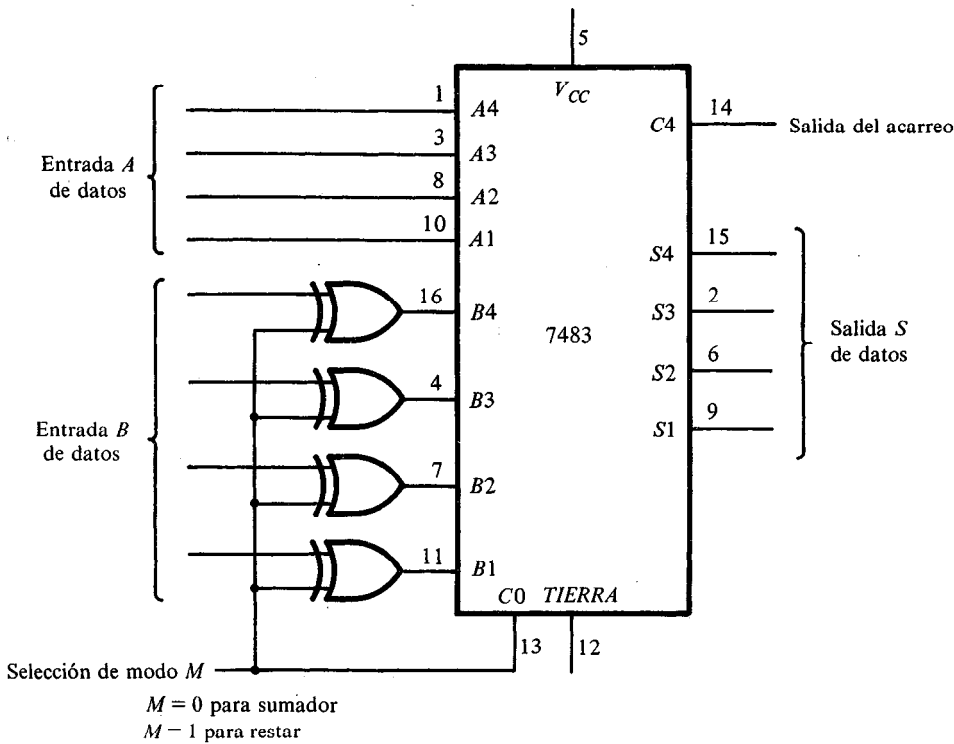 5
V_CC
1
A4
3
A3
8
A2
10
A1
Entrada A
de datos
14
C4
Salida del acarreo
16
B4
4
B3
7
B2
11
B1
Entrada B
de datos
7483
15
S4
2
S3
6
S2
9
S1
Salida S
de datos
C0 TIERRA
13
12
Selección de modo M
M = 0 para sumador
M − 1 para restar